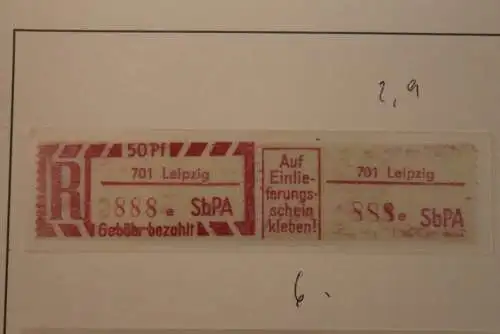 2, 9
50 Pf
R
701 Leipzig
888 e SbPA
Gebühr bezahlt
Auf
Einlie-
ferungs-
schein
kleben!
701 Leipzig
888 e SbPA
6.